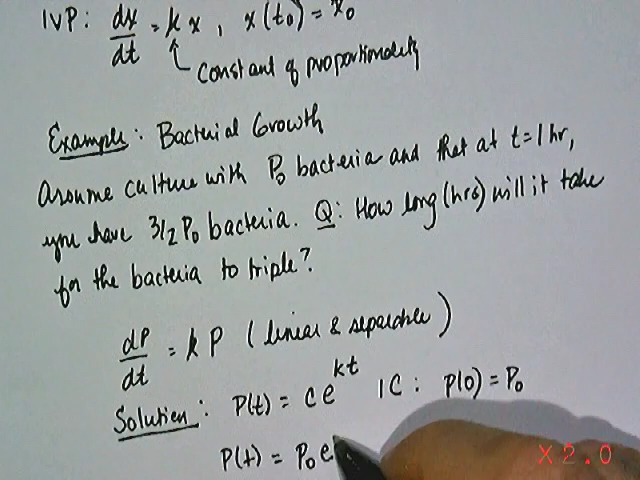 IVP: dx/dt = kx, x(t₀) = x₀
Constant of proportionality
Example: Bacterial Growth
Assume culture with P₀ bacteria and that at t=1hr,
you have 3/2 P₀ bacteria. Q: How long (hrs) will it take
for the bacteria to triple?
dP/dt = kP (linear & separable)
Solution: P(t) = Ce^kt IC: P(0) = P₀
P(t) = P₀e
X2.0